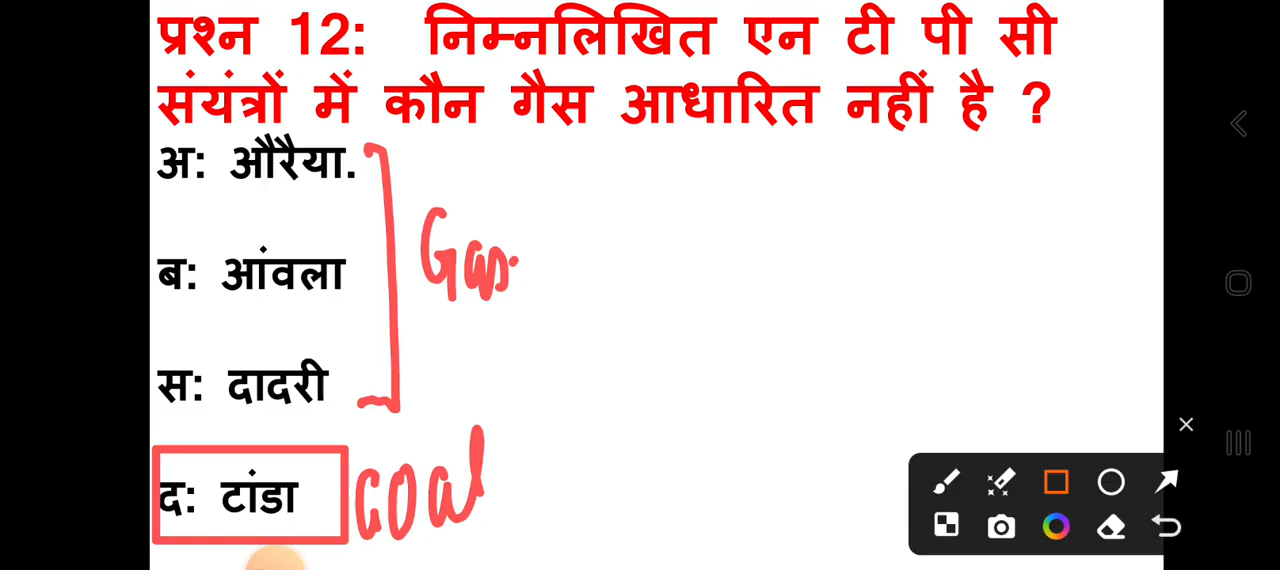 प्रश्न 12: निम्नलिखित एन टी पी सी
संयंत्रों में कौन गैस आधारित नहीं है ?
अ: औरैया.
ब: आंवला
Gas.
स: दादरी
द: टांडा
Coal